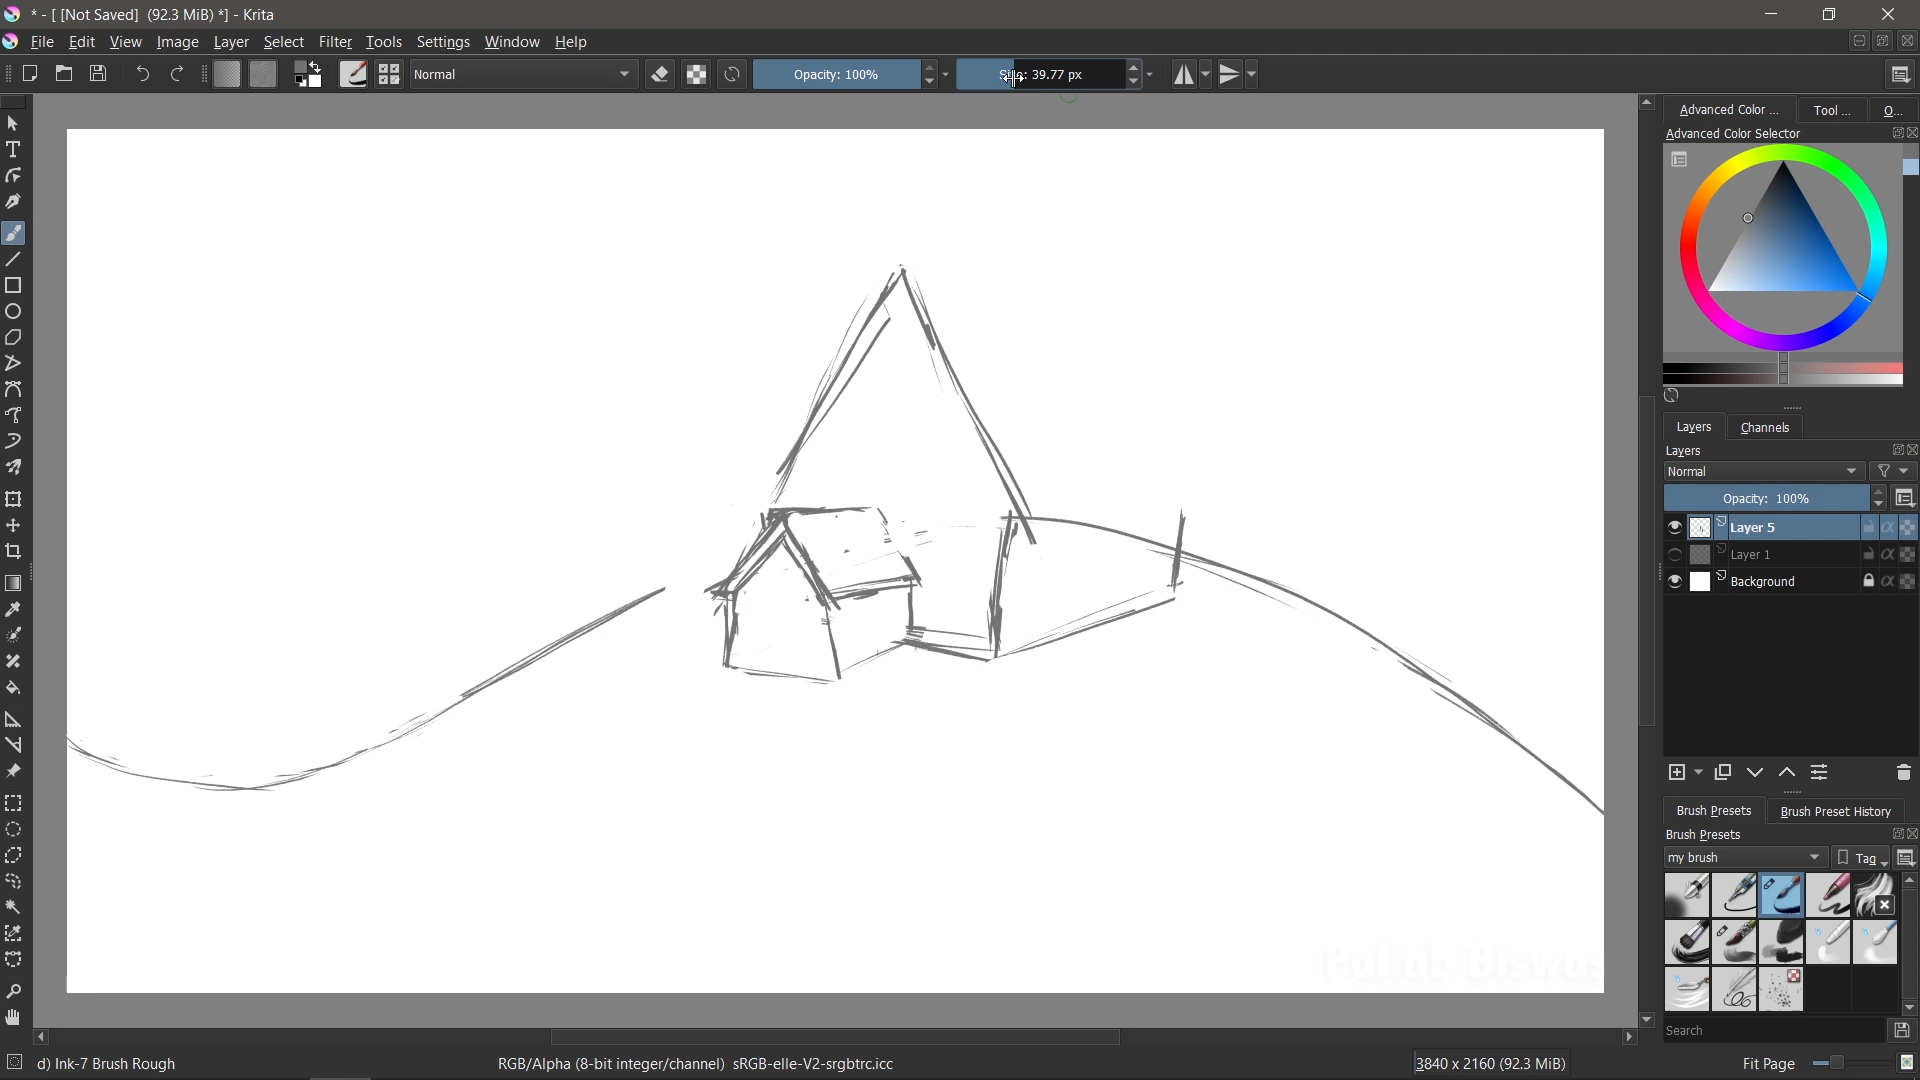 * - [ [Not Saved]  (92.3 MiB) *] - Krita
File Edit View Image Layer Select Filter Tools Settings Window Help
Normal Opacity: 100% Size: 39.77 px
Advanced Color ... Tool ... O...
Advanced Color Selector
Layers Channels
Layers
Normal
Opacity: 100%
Layer 5
Layer 1
Background
Brush Presets Brush Preset History
Brush Presets
my brush Tag
Search
d) Ink-7 Brush Rough RGB/Alpha (8-bit integer/channel)  sRGB-elle-V2-srgbtrc.icc 3840 x 2160 (92.3 MiB) Fit Page